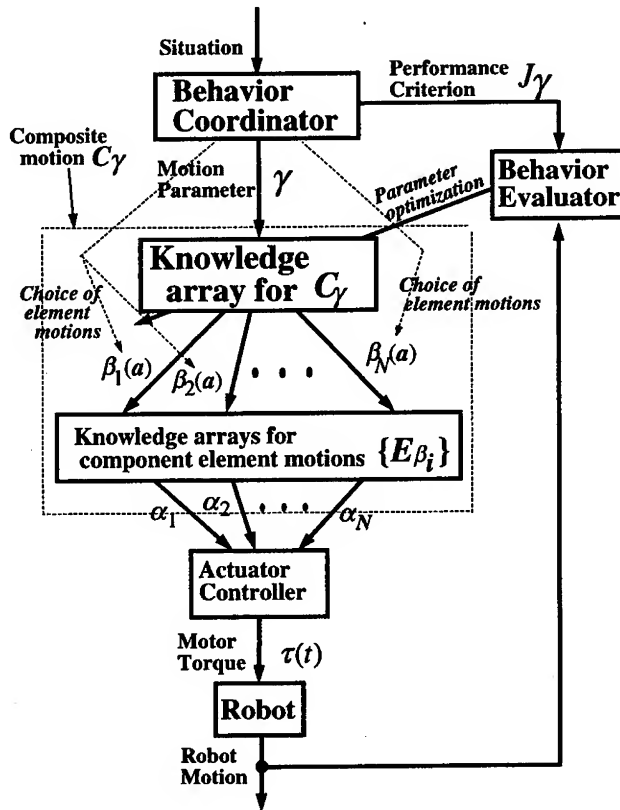 Situation
Behavior
Coordinator
Performance
Criterion
Jγ
Composite
motion Cγ
Motion
Parameter
γ
Parameter
optimization
Behavior
Evaluator
Knowledge
array for Cγ
Choice of
element motions
Choice of
element motions
β1(a)
β2(a)
• • •
βN(a)
Knowledge arrays for
component element motions {Eβi}
α1
α2
• • •
αN
Actuator
Controller
Motor
Torque
τ(t)
Robot
Robot
Motion